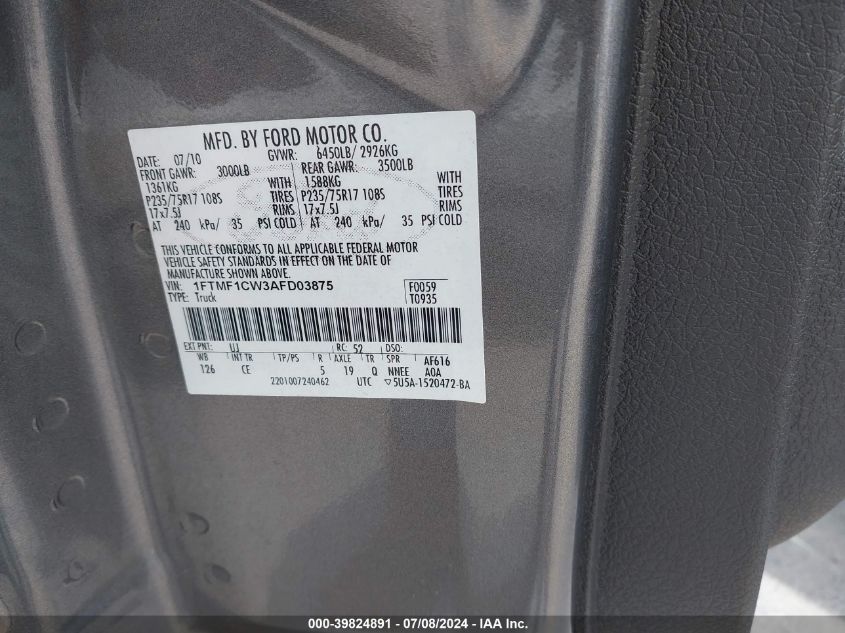 MFD. BY FORD MOTOR CO.
DATE: 07/10 GVWR: 6450LB/ 2926KG
FRONT GAWR: 3000LB REAR GAWR: 3500LB
1361KG WITH 1588KG WITH
P235/75R17 108S TIRES P235/75R17 108S TIRES
17x7.5J RIMS 17x7.5J RIMS
AT 240 kPa/ 35 PSI COLD AT 240 kPa/ 35 PSI COLD
THIS VEHICLE CONFORMS TO ALL APPLICABLE FEDERAL MOTOR
VEHICLE SAFETY STANDARDS IN EFFECT ON THE DATE OF
MANUFACTURE SHOWN ABOVE.
VIN: 1FTMF1CW3AFD03875 F0059
TYPE: Truck T0935
EXT PNT: UJ RC: 52 DSO:
WB INT TR TP/PS R AXLE TR SPR AF616
126 CE 5 19 Q NNEE AOA
2201007240462 UTC ▽5U5A-1520472-BA
000-39824891 - 07/08/2024 - IAA Inc.